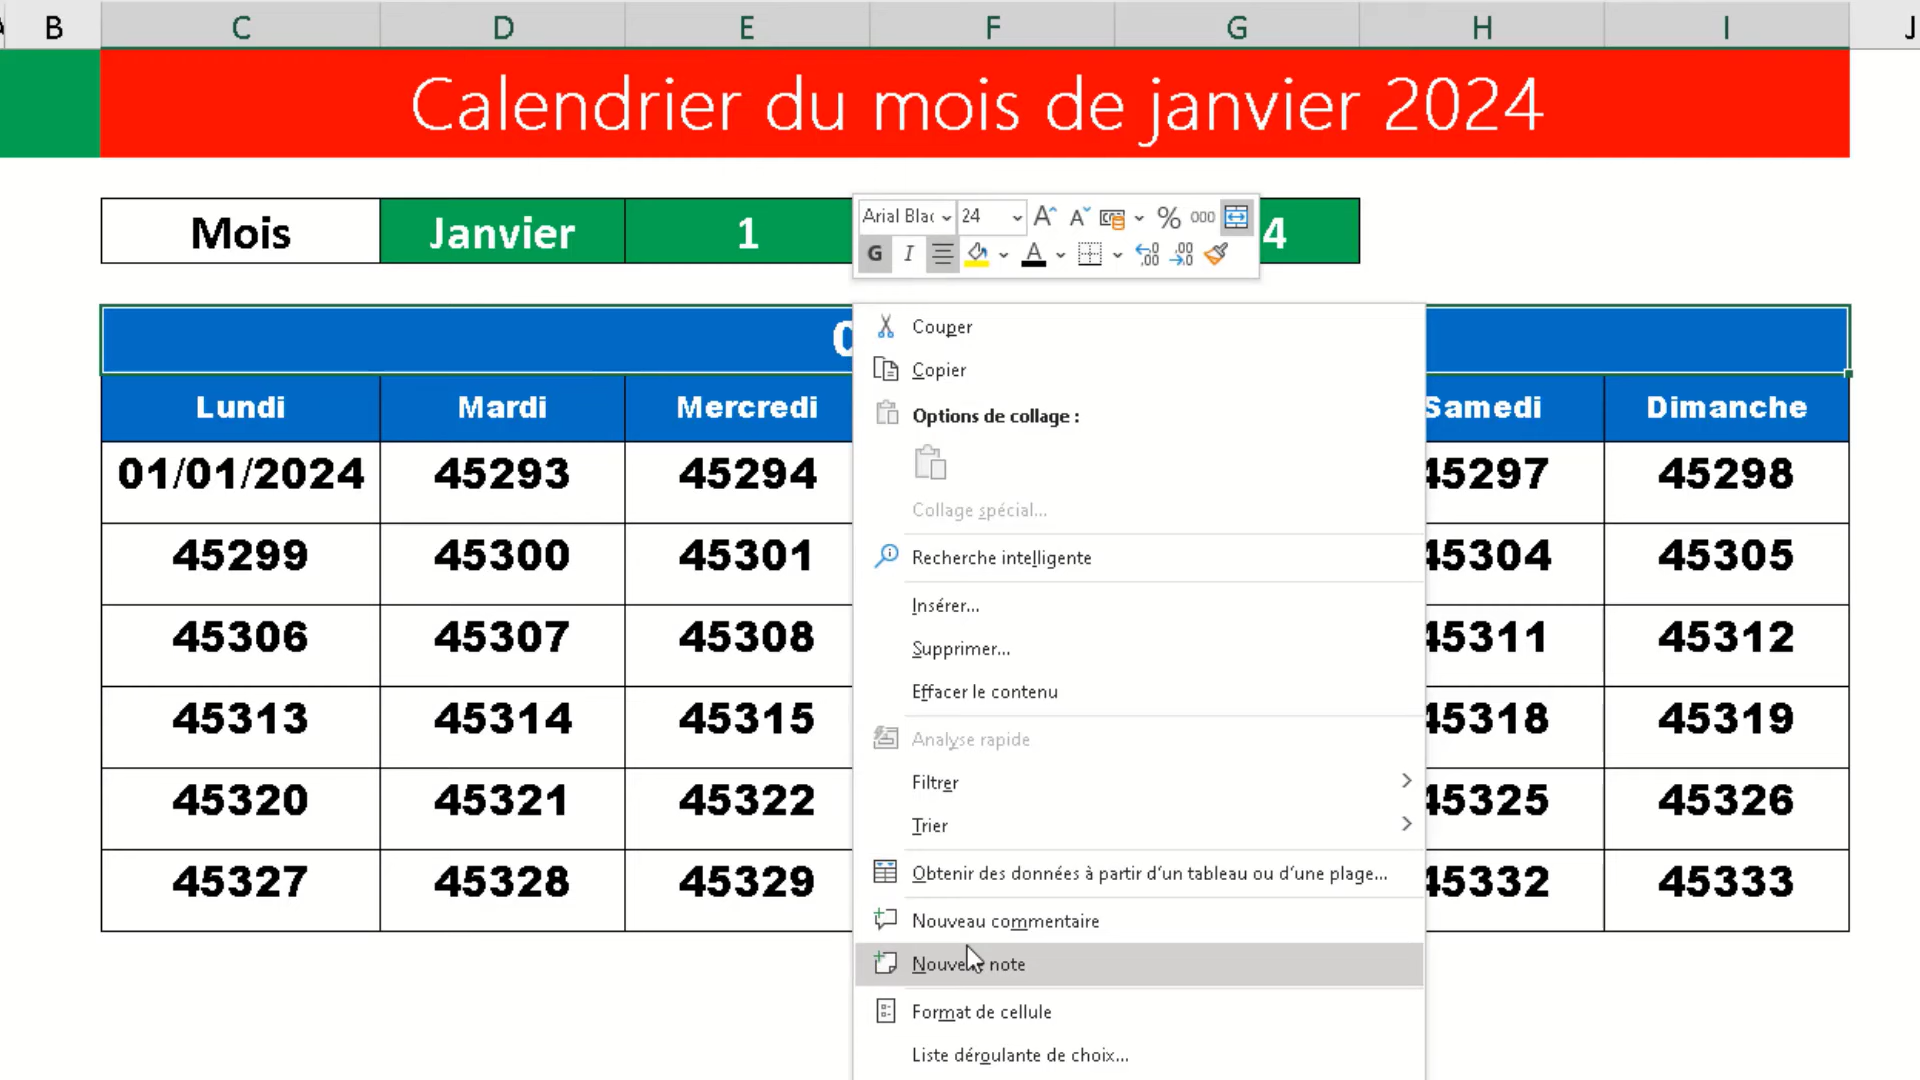 B C D E F G H I J
Calendrier du mois de janvier 2024
Mois Janvier 1 4
Arial Blac 24 % 000
G I A
Couper
Copier
Options de collage :
Collage spécial...
Recherche intelligente
Insérer...
Supprimer...
Effacer le contenu
Analyse rapide
Filtrer
Trier
Obtenir des données à partir d'un tableau ou d'une plage...
Nouveau commentaire
note
Format de cellule
Liste déroulante de choix...
Lundi Mardi Mercredi Samedi Dimanche
01/01/2024 45293 45294 45297 45298
45299 45300 45301 45304 45305
45306 45307 45308 45311 45312
45313 45314 45315 45318 45319
45320 45321 45322 45325 45326
45327 45328 45329 45332 45333